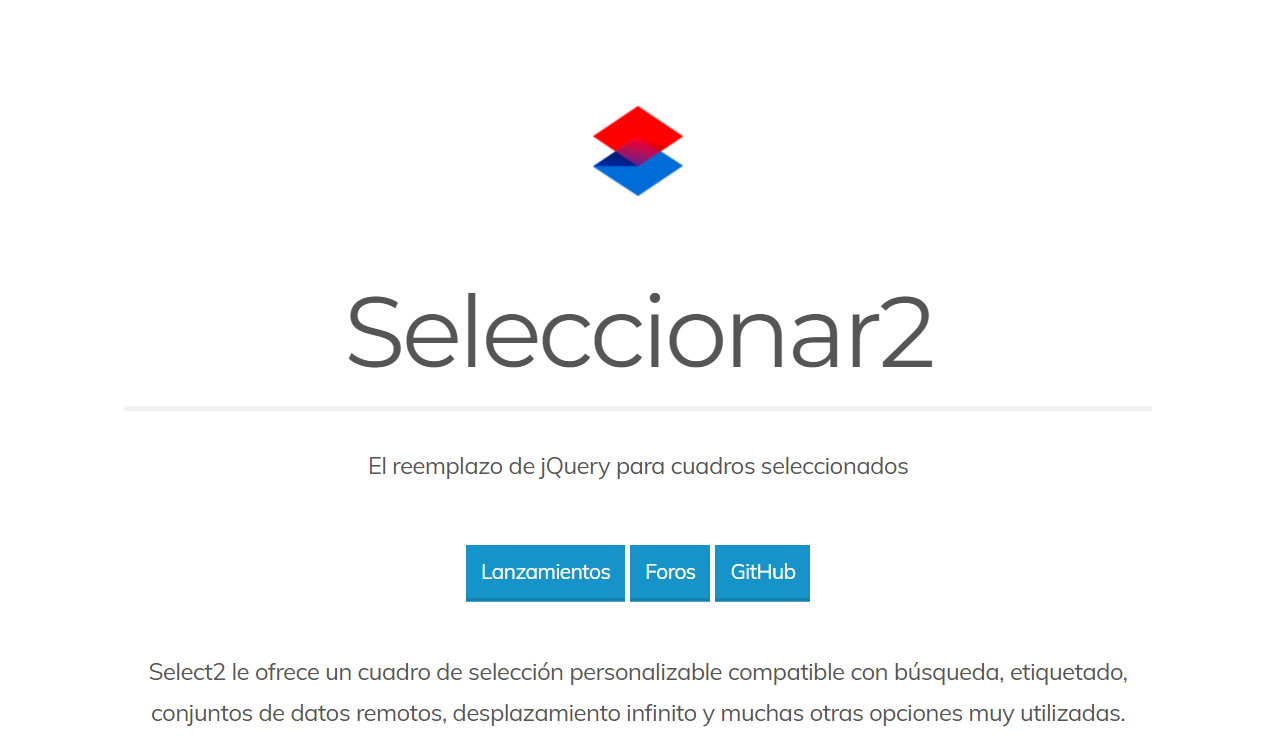 Seleccionar2
El reemplazo de jQuery para cuadros seleccionados
Lanzamientos Foros GitHub
Select2 le ofrece un cuadro de selección personalizable compatible con búsqueda, etiquetado,
conjuntos de datos remotos, desplazamiento infinito y muchas otras opciones muy utilizadas.